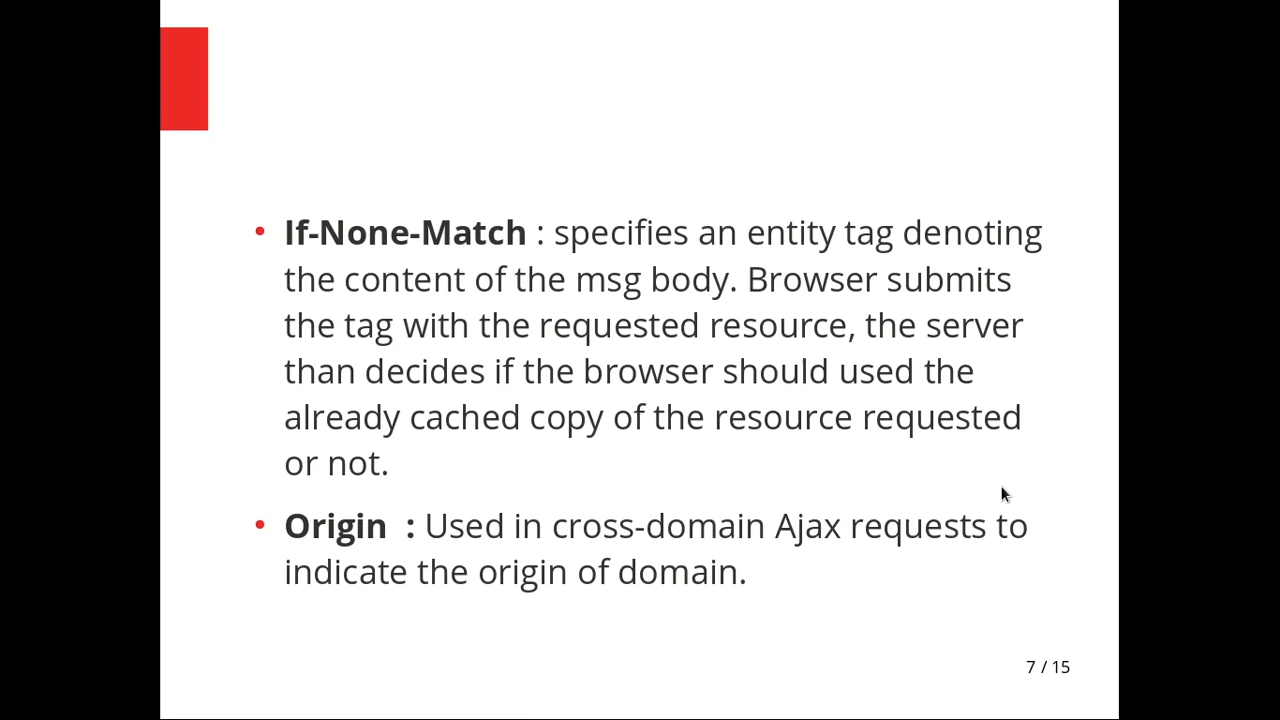 • If-None-Match : specifies an entity tag denoting
the content of the msg body. Browser submits
the tag with the requested resource, the server
than decides if the browser should used the
already cached copy of the resource requested
or not.
• Origin  : Used in cross-domain Ajax requests to
indicate the origin of domain.
7 / 15